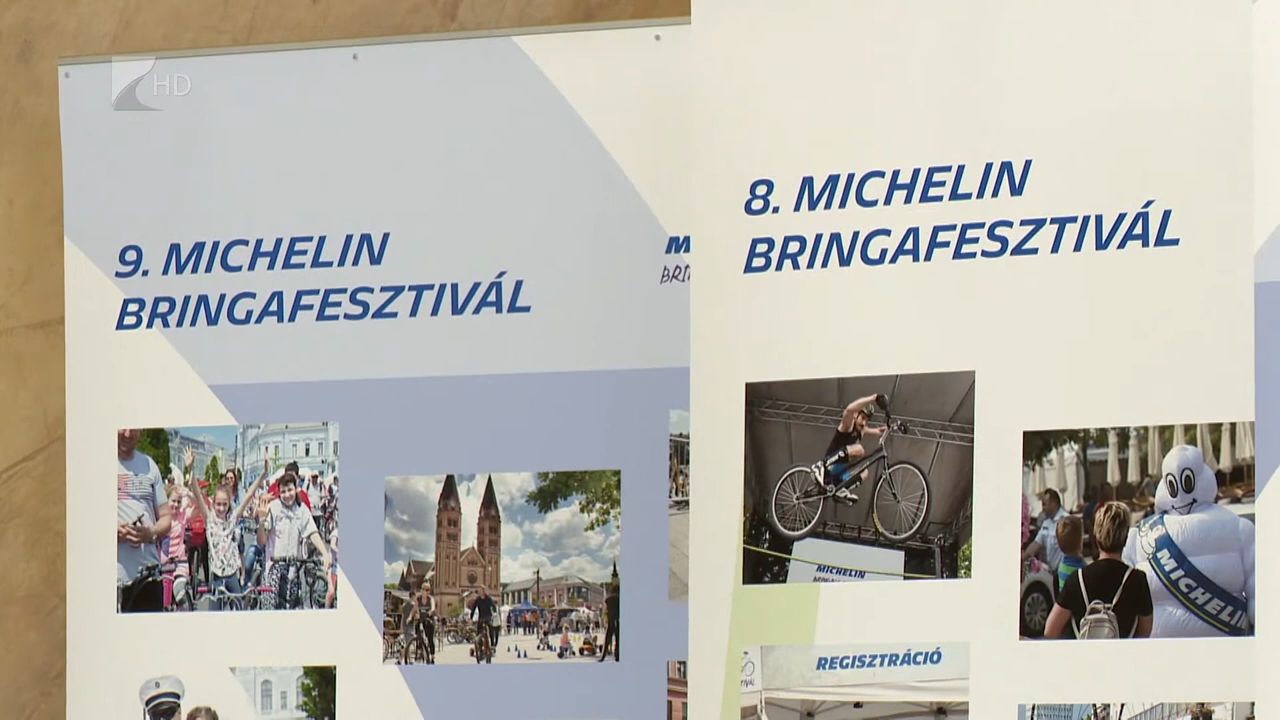 HD
9. MICHELIN
BRINGAFESZTIVÁL
8. MICHELIN
BRINGAFESZTIVÁL
MICHELIN
MICHELIN
REGISZTRÁCIÓ